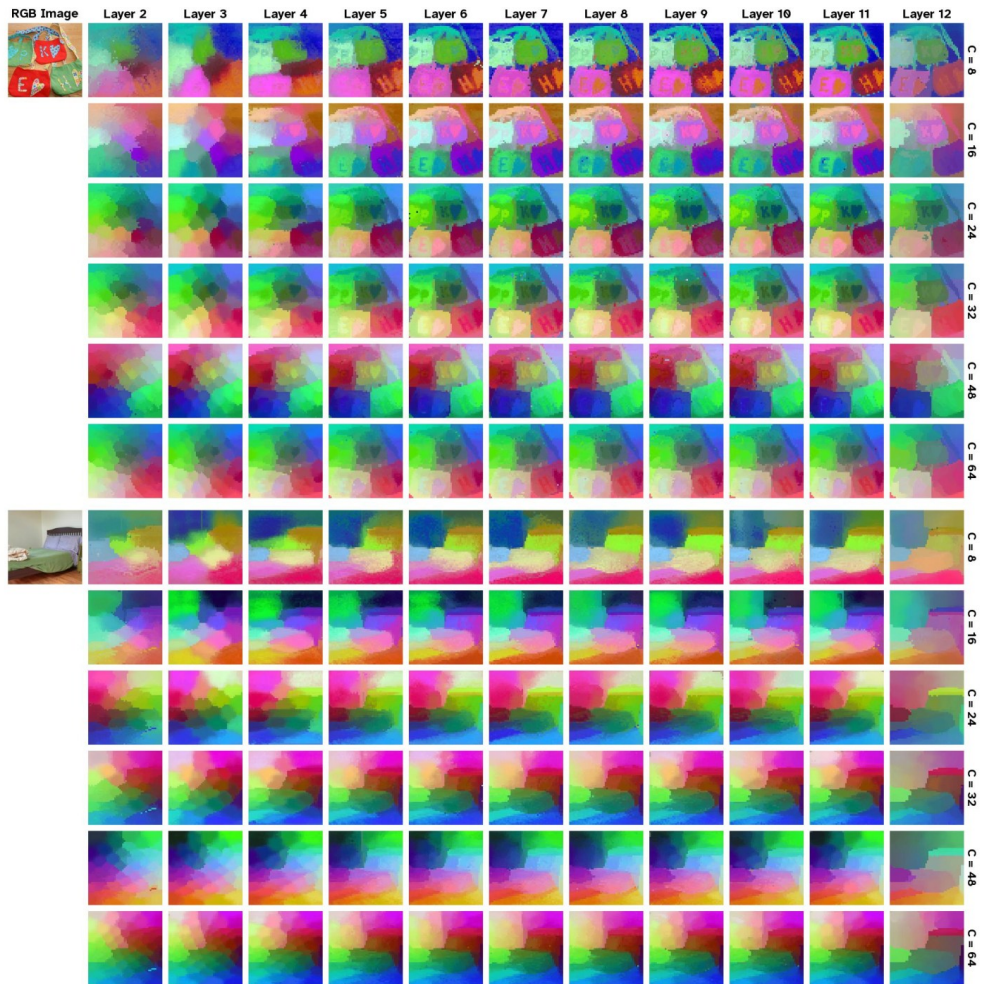 RGB Image Layer 2 Layer 3 Layer 4 Layer 5 Layer 6 Layer 7 Layer 8 Layer 9 Layer 10 Layer 11 Layer 12
C = 8
C = 16
C = 24
C = 32
C = 48
C = 64
C = 8
C = 16
C = 24
C = 32
C = 48
C = 64